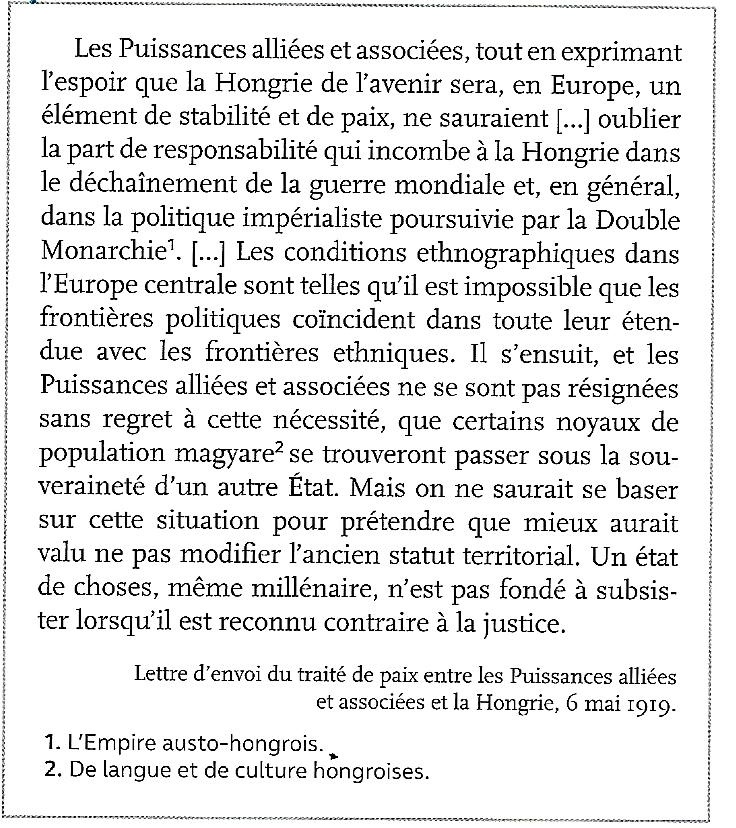 Les Puissances alliées et associées, tout en exprimant
l'espoir que la Hongrie de l'avenir sera, en Europe, un
élément de stabilité et de paix, ne sauraient [...] oublier
la part de responsabilité qui incombe à la Hongrie dans
le déchaînement de la guerre mondiale et, en général,
dans la politique impérialiste poursuivie par la Double
Monarchie¹. [...] Les conditions ethnographiques dans
l'Europe centrale sont telles qu'il est impossible que les
frontières politiques coïncident dans toute leur éten-
due avec les frontières ethniques. Il s'ensuit, et les
Puissances alliées et associées ne se sont pas résignées
sans regret à cette nécessité, que certains noyaux de
population magyare² se trouveront passer sous la sou-
veraineté d'un autre État. Mais on ne saurait se baser
sur cette situation pour prétendre que mieux aurait
valu ne pas modifier l'ancien statut territorial. Un état
de choses, même millénaire, n'est pas fondé à subsis-
ter lorsqu'il est reconnu contraire à la justice.
Lettre d'envoi du traité de paix entre les Puissances alliées
et associées et la Hongrie, 6 mai 1919.
1. L'Empire austo-hongrois.
2. De langue et de culture hongroises.